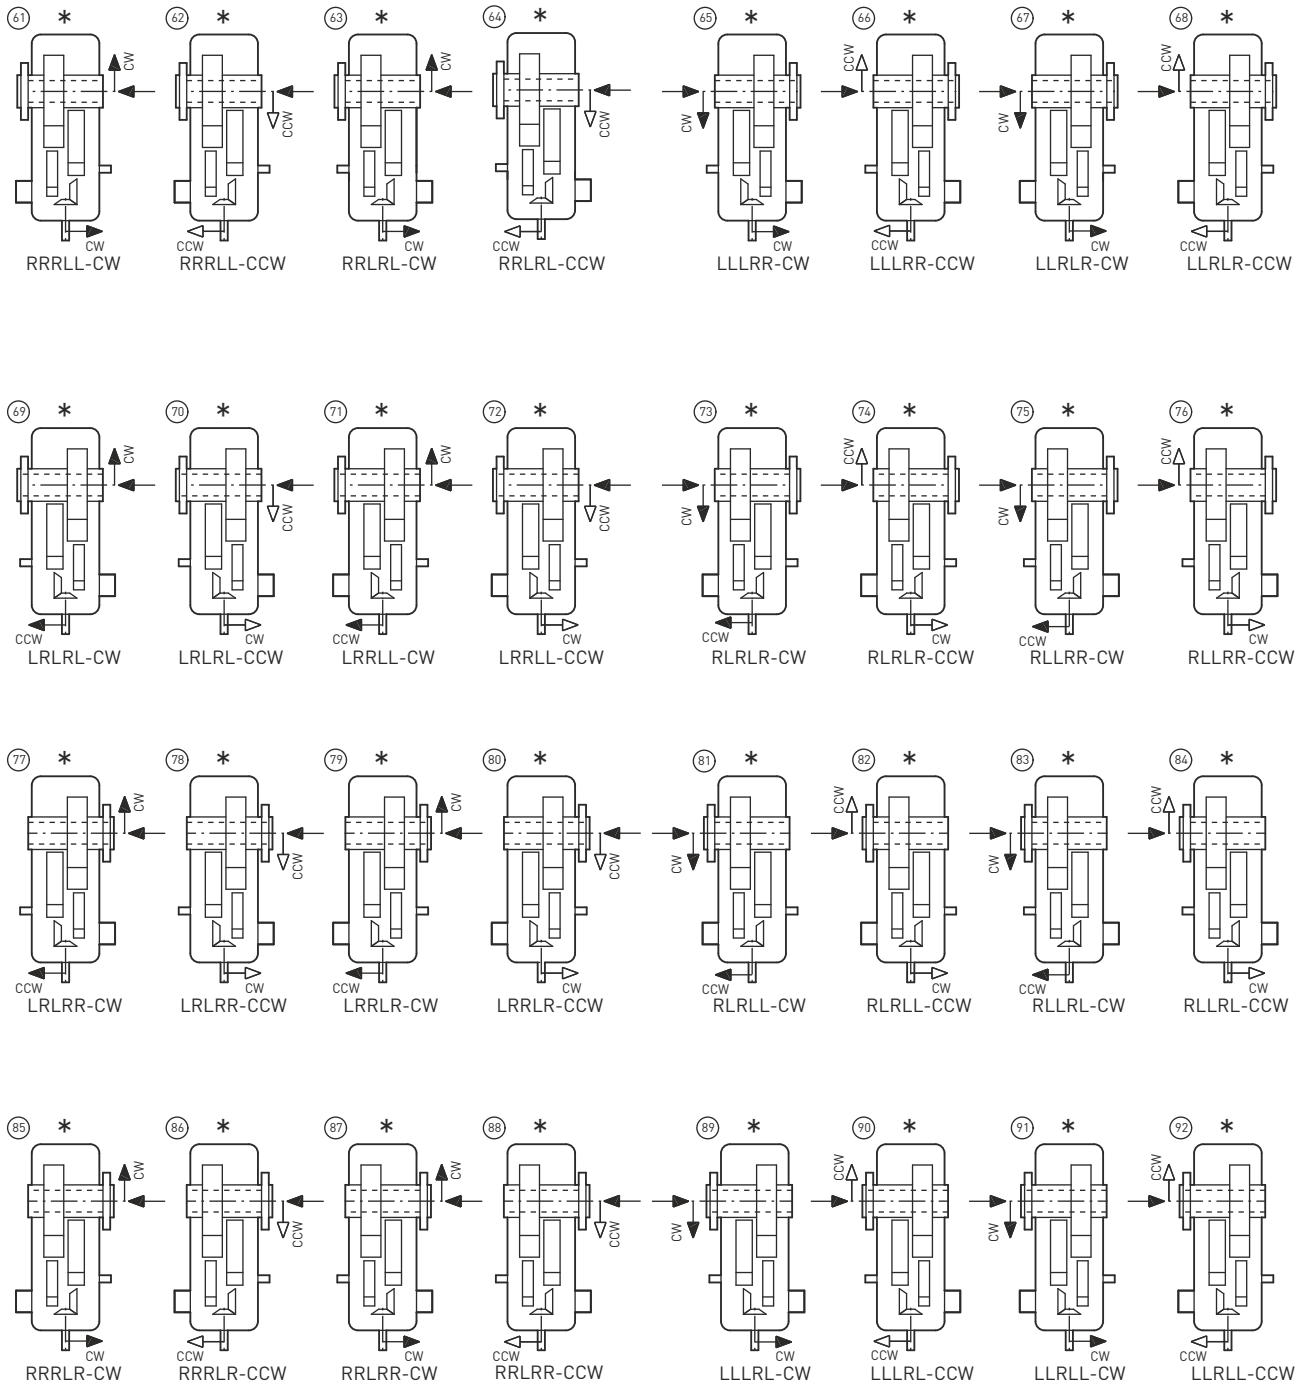 61 * 62 * 63 * 64 * 65 * 66 * 67 * 68 *
CW CCW CW CCW CW CCW CW CCW
CW CCW CW CCW CW CCW CW CCW
RRRLL-CW RRRLL-CCW RRLRL-CW RRLRL-CCW LLLRR-CW LLLRR-CCW LLRLR-CW LLRLR-CCW
69 * 70 * 71 * 72 * 73 * 74 * 75 * 76 *
CW CCW CW CCW CW CCW CW CCW
CCW CW CCW CW CCW CW CCW CW
LRLRL-CW LRLRL-CCW LRRLL-CW LRRLL-CCW RLRLR-CW RLRLR-CCW RLLRR-CW RLLRR-CCW
77 * 78 * 79 * 80 * 81 * 82 * 83 * 84 *
CW CCW CW CCW CW CCW CW CCW
CCW CW CCW CW CCW CW CCW CW
LRLRR-CW LRLRR-CCW LRRLR-CW LRRLR-CCW RLRLL-CW RLRLL-CCW RLLRL-CW RLLRL-CCW
85 * 86 * 87 * 88 * 89 * 90 * 91 * 92 *
CW CCW CW CCW CW CCW CW CCW
CW CCW CW CCW CW CCW CW CCW
RRRLR-CW RRRLR-CCW RRLRR-CW RRLRR-CCW LLLRL-CW LLLRL-CCW LLRLL-CW LLRLL-CCW